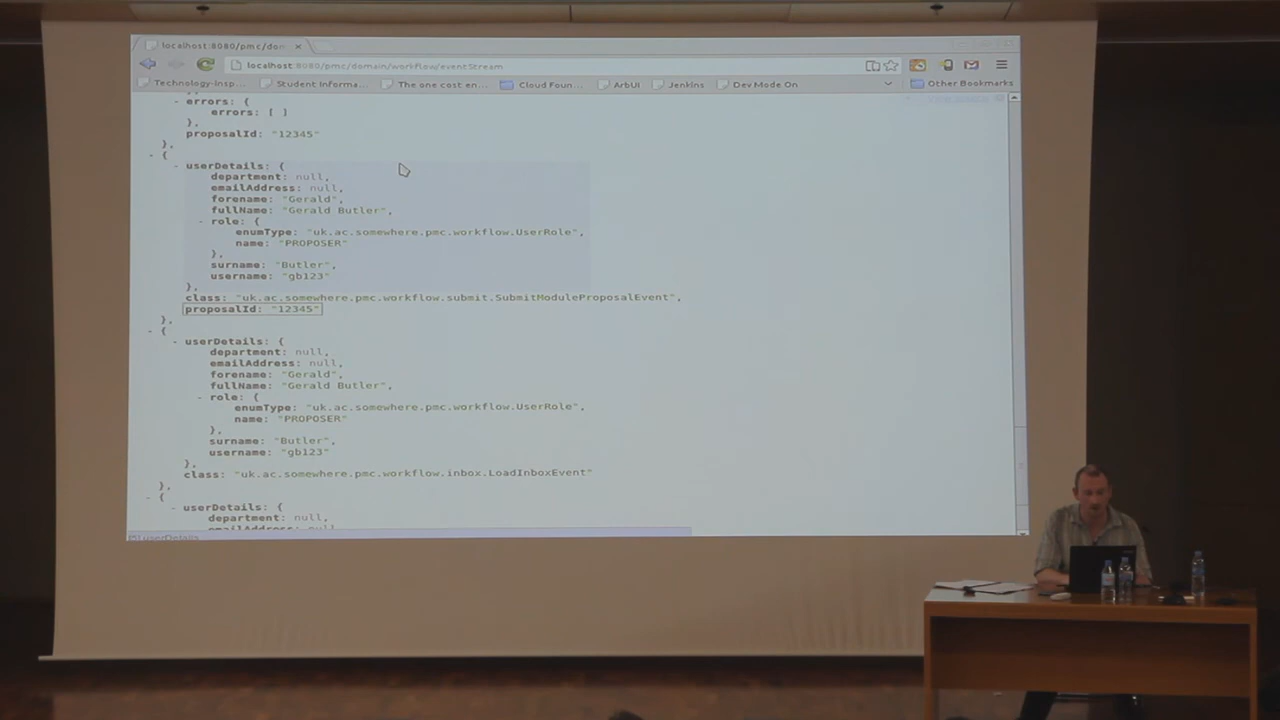 localhost:8080/pmc/dom
localhost:8080/pmc/domain/workflow/eventStream
Technology-insp... Student Informa... The one cost en... Cloud Foun... ArbUI Jenkins Dev Mode On Other Bookmarks
},
- errors: {
errors: [ ]
},
proposalId: "12345"
},
- {
- userDetails: {
department: null,
emailAddress: null,
forename: "Gerald",
fullName: "Gerald Butler",
- role: {
enumType: "uk.ac.somewhere.pmc.workflow.UserRole",
name: "PROPOSER"
},
surname: "Butler",
username: "gb123"
},
class: "uk.ac.somewhere.pmc.workflow.submit.SubmitModuleProposalEvent",
proposalId: "12345"
},
- {
- userDetails: {
department: null,
emailAddress: null,
forename: "Gerald",
fullName: "Gerald Butler",
- role: {
enumType: "uk.ac.somewhere.pmc.workflow.UserRole",
name: "PROPOSER"
},
surname: "Butler",
username: "gb123"
},
class: "uk.ac.somewhere.pmc.workflow.inbox.LoadInboxEvent"
},
- {
- userDetails: {
department: null,
emailAddress: null